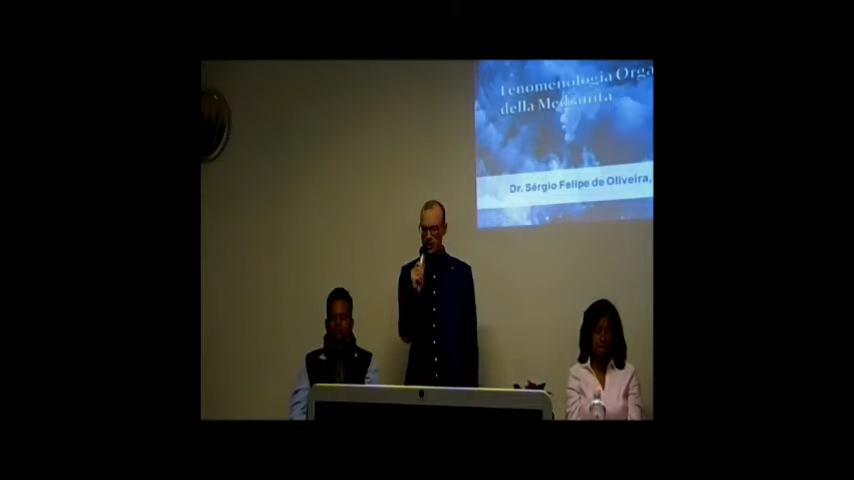 Fenomenologia Orga
della Medianità
Dr. Sérgio Felipe de Oliveira,